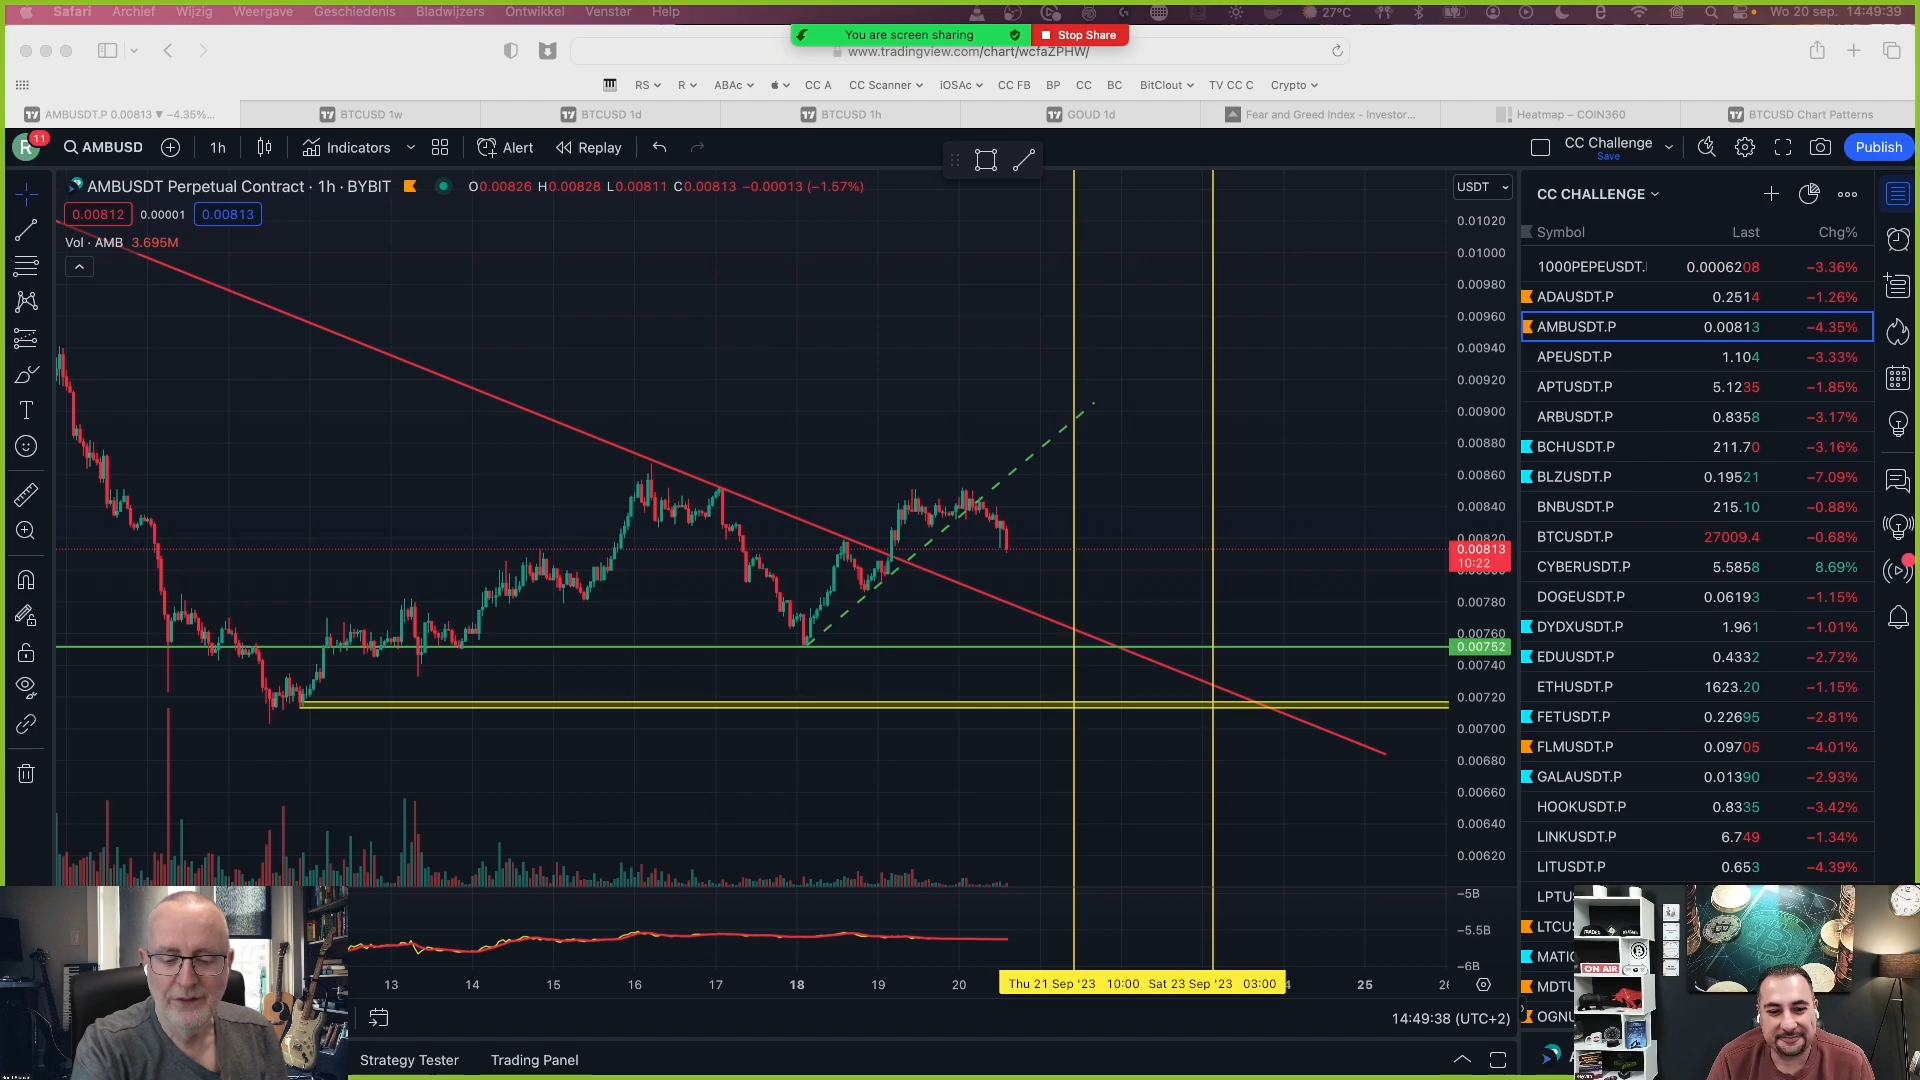 Safari Archief Wijzig Weergave Geschiedenis Bladwijzers Ontwikkel Venster Help 27°C Wo 20 sep. 14:49:39
You are screen sharing Stop Share
www.tradingview.com/chart/wcfaZPHW/
RS R ABAc CC A CC Scanner iOSAc CC FB BP CC BC BitClout TV CC C Crypto
AMBUSDT.P 0.00813 ▼ −4.35%... BTCUSD 1w BTCUSD 1d BTCUSD 1h GOUD 1d Fear and Greed Index - Investor... Heatmap – COIN360 BTCUSD Chart Patterns
R 11 AMBUSD 1h Indicators Alert Replay CC Challenge Save Publish
AMBUSDT Perpetual Contract · 1h · BYBIT O0.00826 H0.00828 L0.00811 C0.00813 −0.00013 (−1.57%) USDT
0.00812 0.00001 0.00813
Vol · AMB 3.695M
0.01020
0.01000
0.00980
0.00960
0.00940
0.00920
0.00900
0.00880
0.00860
0.00840
0.00820
0.00813
10:22
0.00780
0.00760
0.00752
0.00740
0.00720
0.00700
0.00680
0.00660
0.00640
0.00620
−5B
−5.5B
−6B
13 14 15 16 17 18 19 20 Thu 21 Sep '23 10:00 Sat 23 Sep '23 03:00 25
14:49:38 (UTC+2)
Strategy Tester Trading Panel
CC CHALLENGE
Symbol Last Chg%
1000PEPEUSDT. 0.0006208 −3.36%
ADAUSDT.P 0.2514 −1.26%
AMBUSDT.P 0.00813 −4.35%
APEUSDT.P 1.104 −3.33%
APTUSDT.P 5.1235 −1.85%
ARBUSDT.P 0.8358 −3.17%
BCHUSDT.P 211.70 −3.16%
BLZUSDT.P 0.19521 −7.09%
BNBUSDT.P 215.10 −0.88%
BTCUSDT.P 27009.4 −0.68%
CYBERUSDT.P 5.5858 8.69%
DOGEUSDT.P 0.06193 −1.15%
DYDXUSDT.P 1.961 −1.01%
EDUUSDT.P 0.4332 −2.72%
ETHUSDT.P 1623.20 −1.15%
FETUSDT.P 0.22695 −2.81%
FLMUSDT.P 0.09705 −4.01%
GALAUSDT.P 0.01390 −2.93%
HOOKUSDT.P 0.8335 −3.42%
LINKUSDT.P 6.749 −1.34%
LITUSDT.P 0.653 −4.39%
LPTU
LTCU
MATI
MDTU
OGNU
ON AIR